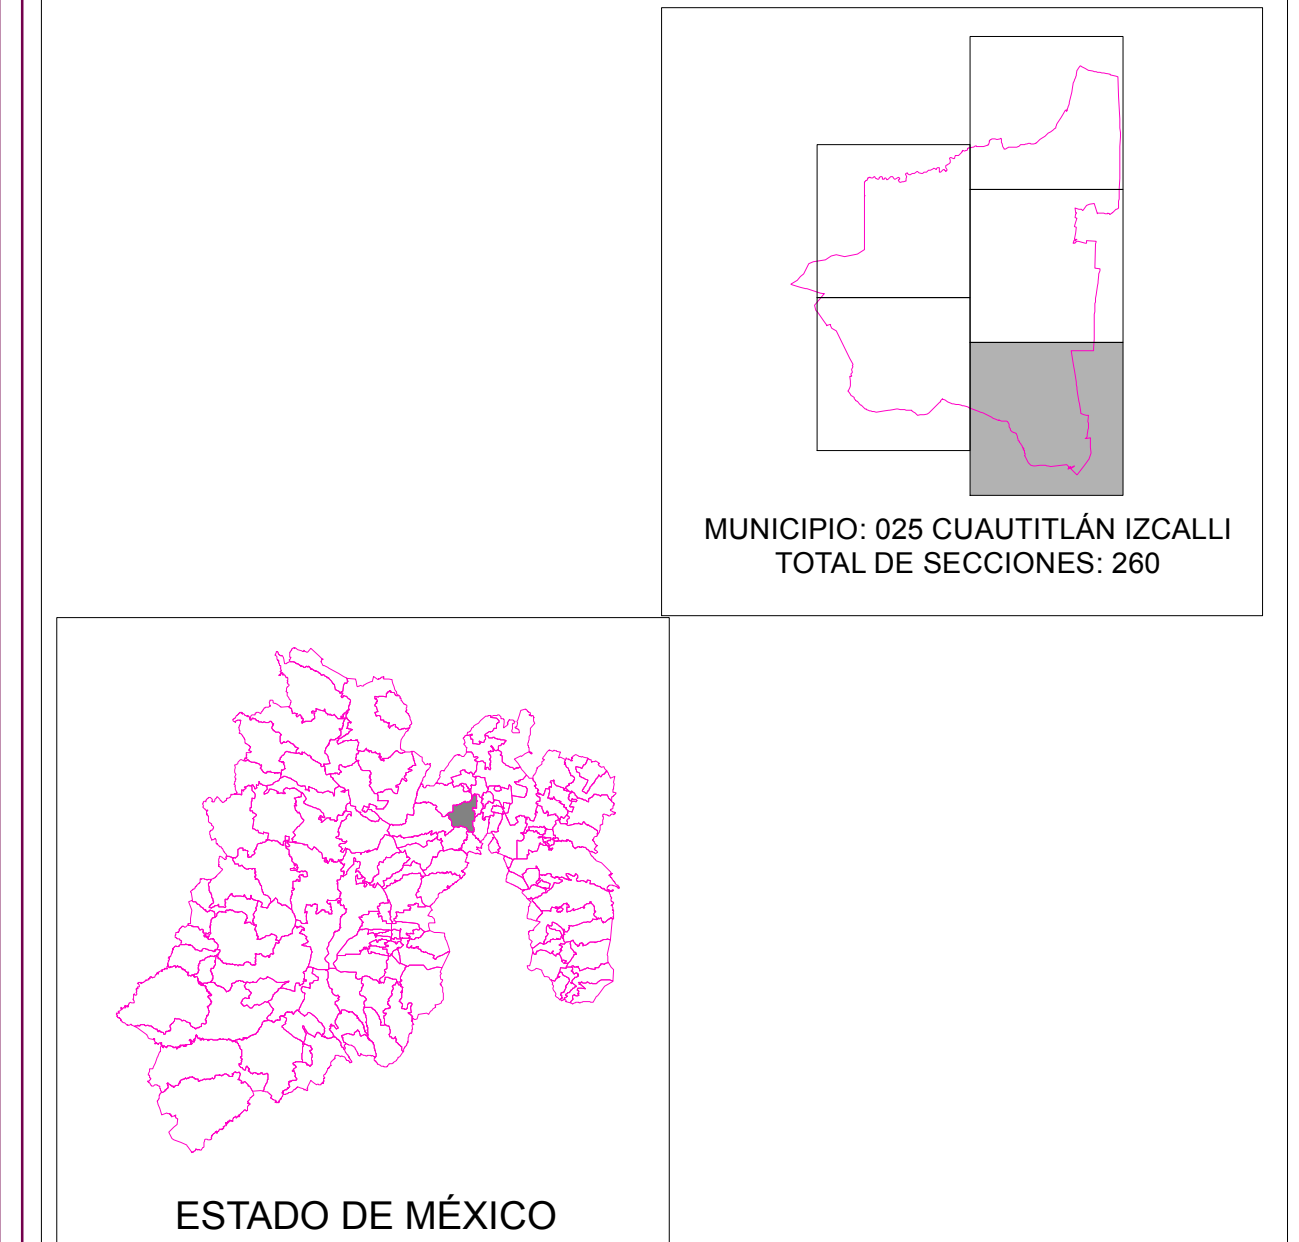 MUNICIPIO: 025 CUAUTITLÁN IZCALLI
TOTAL DE SECCIONES: 260
ESTADO DE MÉXICO